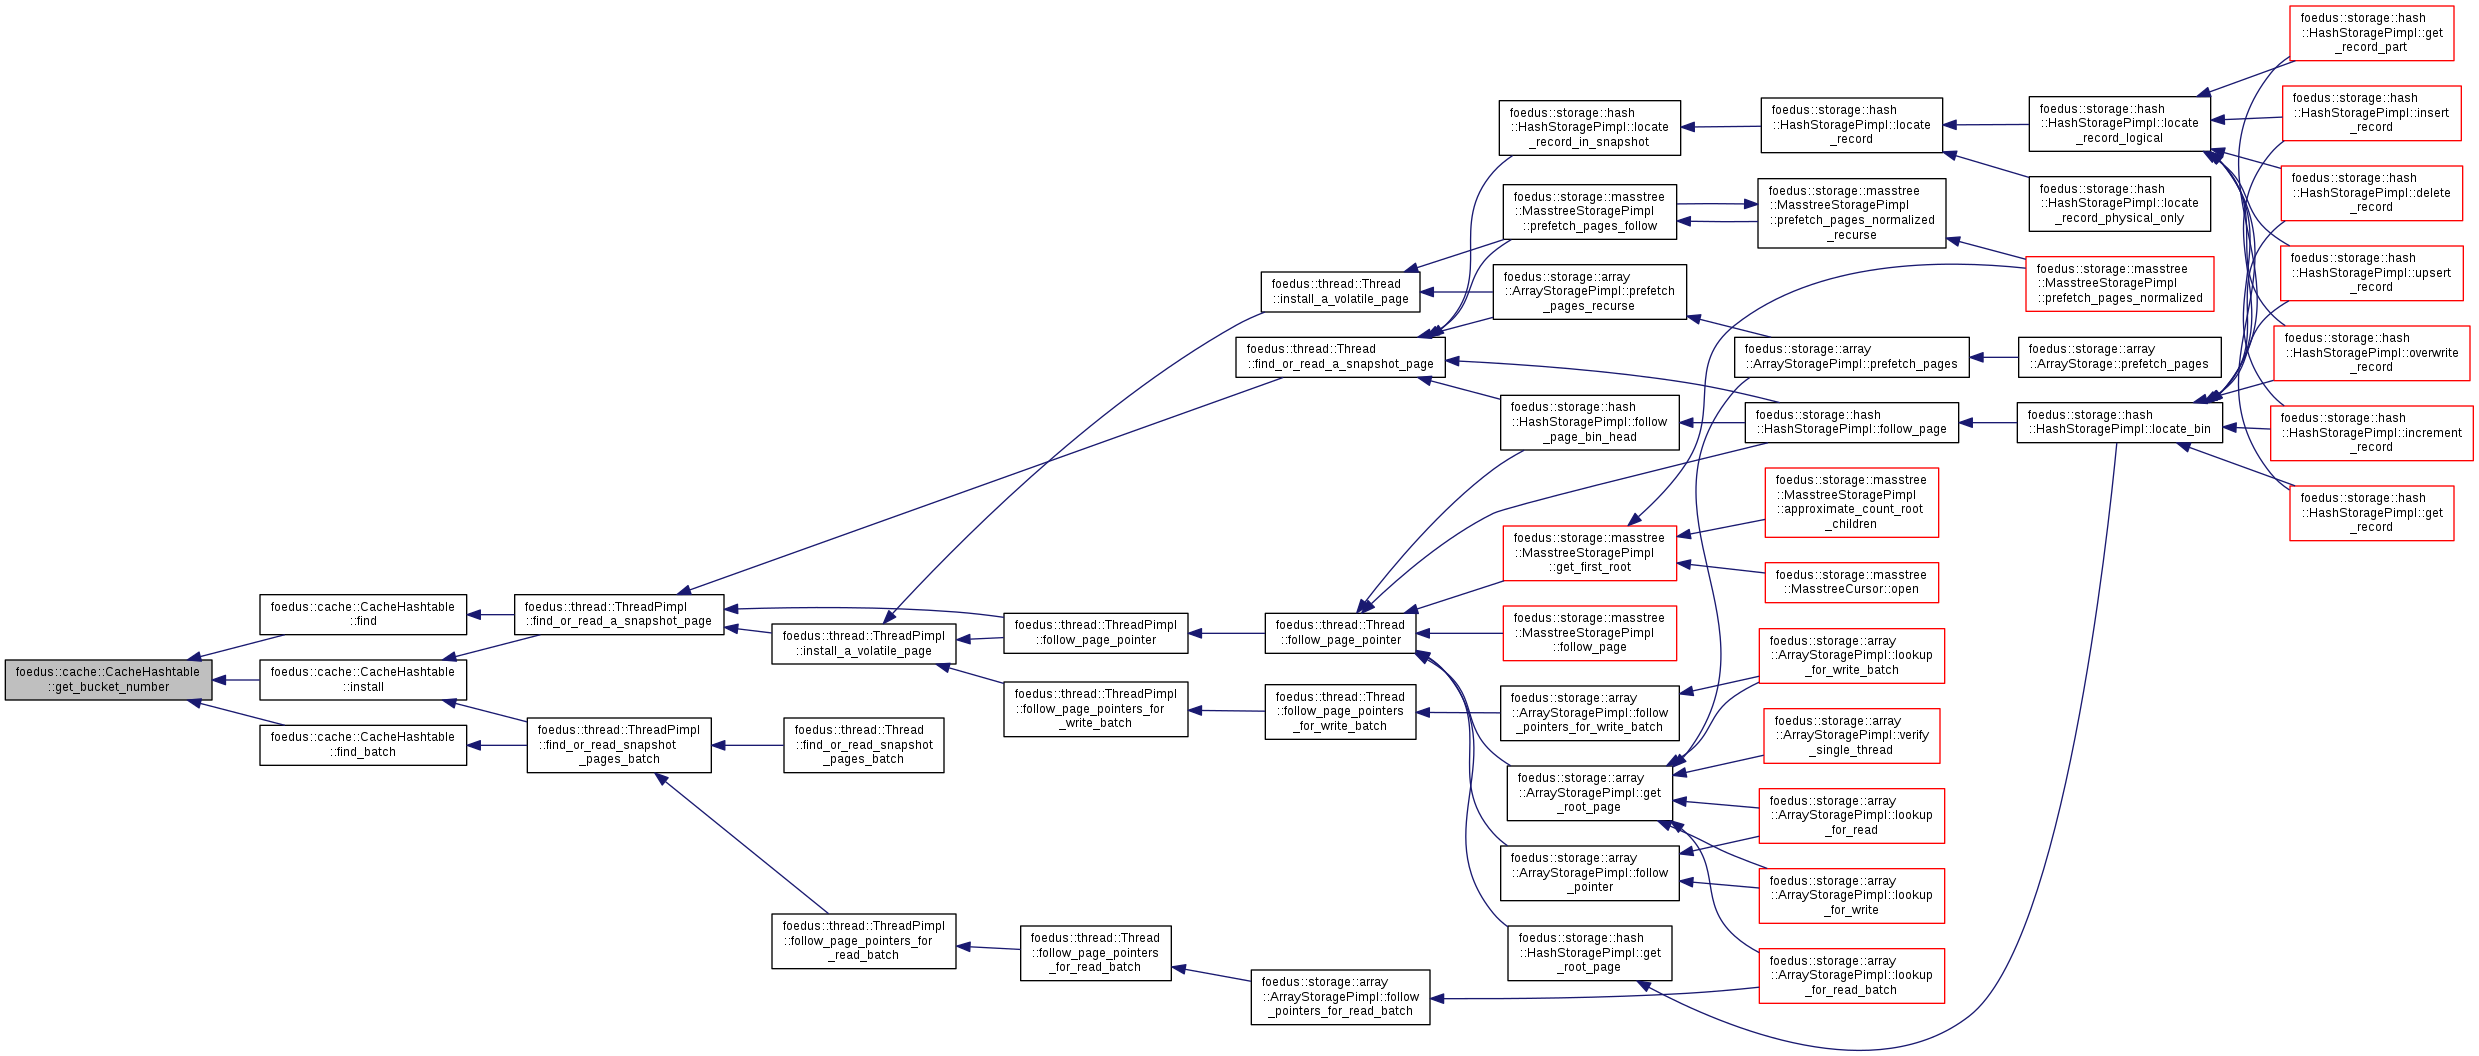 foedus::cache::CacheHashtable
::get_bucket_number
foedus::cache::CacheHashtable
::find
foedus::cache::CacheHashtable
::install
foedus::cache::CacheHashtable
::find_batch
foedus::thread::ThreadPimpl
::find_or_read_a_snapshot_page
foedus::thread::ThreadPimpl
::find_or_read_snapshot
_pages_batch
foedus::thread::ThreadPimpl
::install_a_volatile_page
foedus::thread::Thread
::find_or_read_snapshot
_pages_batch
foedus::thread::ThreadPimpl
::follow_page_pointers_for
_read_batch
foedus::thread::ThreadPimpl
::follow_page_pointer
foedus::thread::ThreadPimpl
::follow_page_pointers_for
_write_batch
foedus::thread::Thread
::follow_page_pointers
_for_read_batch
foedus::thread::Thread
::install_a_volatile_page
foedus::thread::Thread
::find_or_read_a_snapshot_page
foedus::thread::Thread
::follow_page_pointer
foedus::thread::Thread
::follow_page_pointers
_for_write_batch
foedus::storage::array
::ArrayStoragePimpl::follow
_pointers_for_read_batch
foedus::storage::hash
::HashStoragePimpl::locate
_record_in_snapshot
foedus::storage::masstree
::MasstreeStoragePimpl
::prefetch_pages_follow
foedus::storage::array
::ArrayStoragePimpl::prefetch
_pages_recurse
foedus::storage::hash
::HashStoragePimpl::follow
_page_bin_head
foedus::storage::masstree
::MasstreeStoragePimpl
::get_first_root
foedus::storage::masstree
::MasstreeStoragePimpl
::follow_page
foedus::storage::array
::ArrayStoragePimpl::follow
_pointers_for_write_batch
foedus::storage::array
::ArrayStoragePimpl::get
_root_page
foedus::storage::array
::ArrayStoragePimpl::follow
_pointer
foedus::storage::hash
::HashStoragePimpl::get
_root_page
foedus::storage::hash
::HashStoragePimpl::locate
_record
foedus::storage::masstree
::MasstreeStoragePimpl
::prefetch_pages_normalized
_recurse
foedus::storage::array
::ArrayStoragePimpl::prefetch_pages
foedus::storage::hash
::HashStoragePimpl::follow_page
foedus::storage::masstree
::MasstreeStoragePimpl
::approximate_count_root
_children
foedus::storage::masstree
::MasstreeCursor::open
foedus::storage::array
::ArrayStoragePimpl::lookup
_for_write_batch
foedus::storage::array
::ArrayStoragePimpl::verify
_single_thread
foedus::storage::array
::ArrayStoragePimpl::lookup
_for_read
foedus::storage::array
::ArrayStoragePimpl::lookup
_for_write
foedus::storage::array
::ArrayStoragePimpl::lookup
_for_read_batch
foedus::storage::hash
::HashStoragePimpl::locate
_record_logical
foedus::storage::hash
::HashStoragePimpl::locate
_record_physical_only
foedus::storage::masstree
::MasstreeStoragePimpl
::prefetch_pages_normalized
foedus::storage::array
::ArrayStorage::prefetch_pages
foedus::storage::hash
::HashStoragePimpl::locate_bin
foedus::storage::hash
::HashStoragePimpl::get
_record_part
foedus::storage::hash
::HashStoragePimpl::insert
_record
foedus::storage::hash
::HashStoragePimpl::delete
_record
foedus::storage::hash
::HashStoragePimpl::upsert
_record
foedus::storage::hash
::HashStoragePimpl::overwrite
_record
foedus::storage::hash
::HashStoragePimpl::increment
_record
foedus::storage::hash
::HashStoragePimpl::get
_record